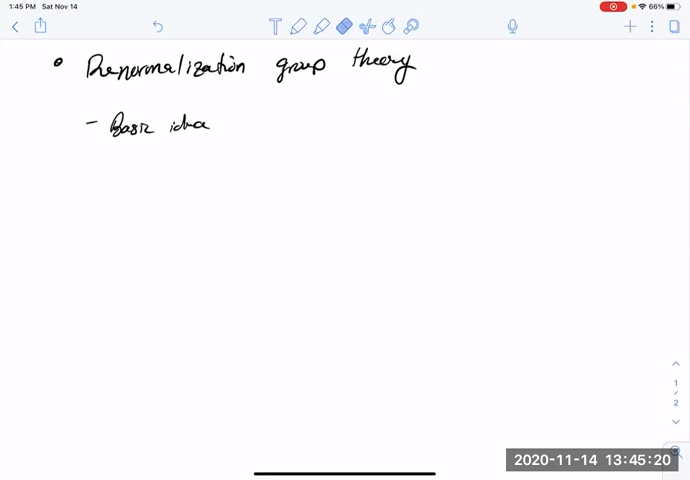 1:45 PM Sat Nov 14 66%
• Renormalization group theory
- Basic idea
1
/
2
2020-11-14 13:45:20